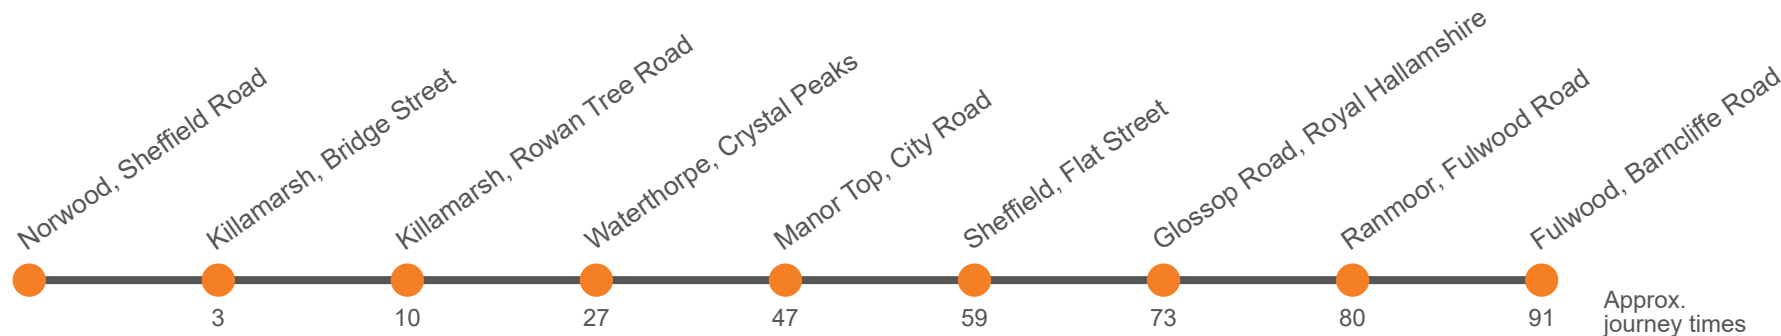 Norwood, Sheffield Road
Killamarsh, Bridge Street
Killamarsh, Rowan Tree Road
Waterthorpe, Crystal Peaks
Manor Top, City Road
Sheffield, Flat Street
Glossop Road, Royal Hallamshire
Ranmoor, Fulwood Road
Fulwood, Barncliffe Road
3 10 27 47 59 73 80 91
Approx.
journey times